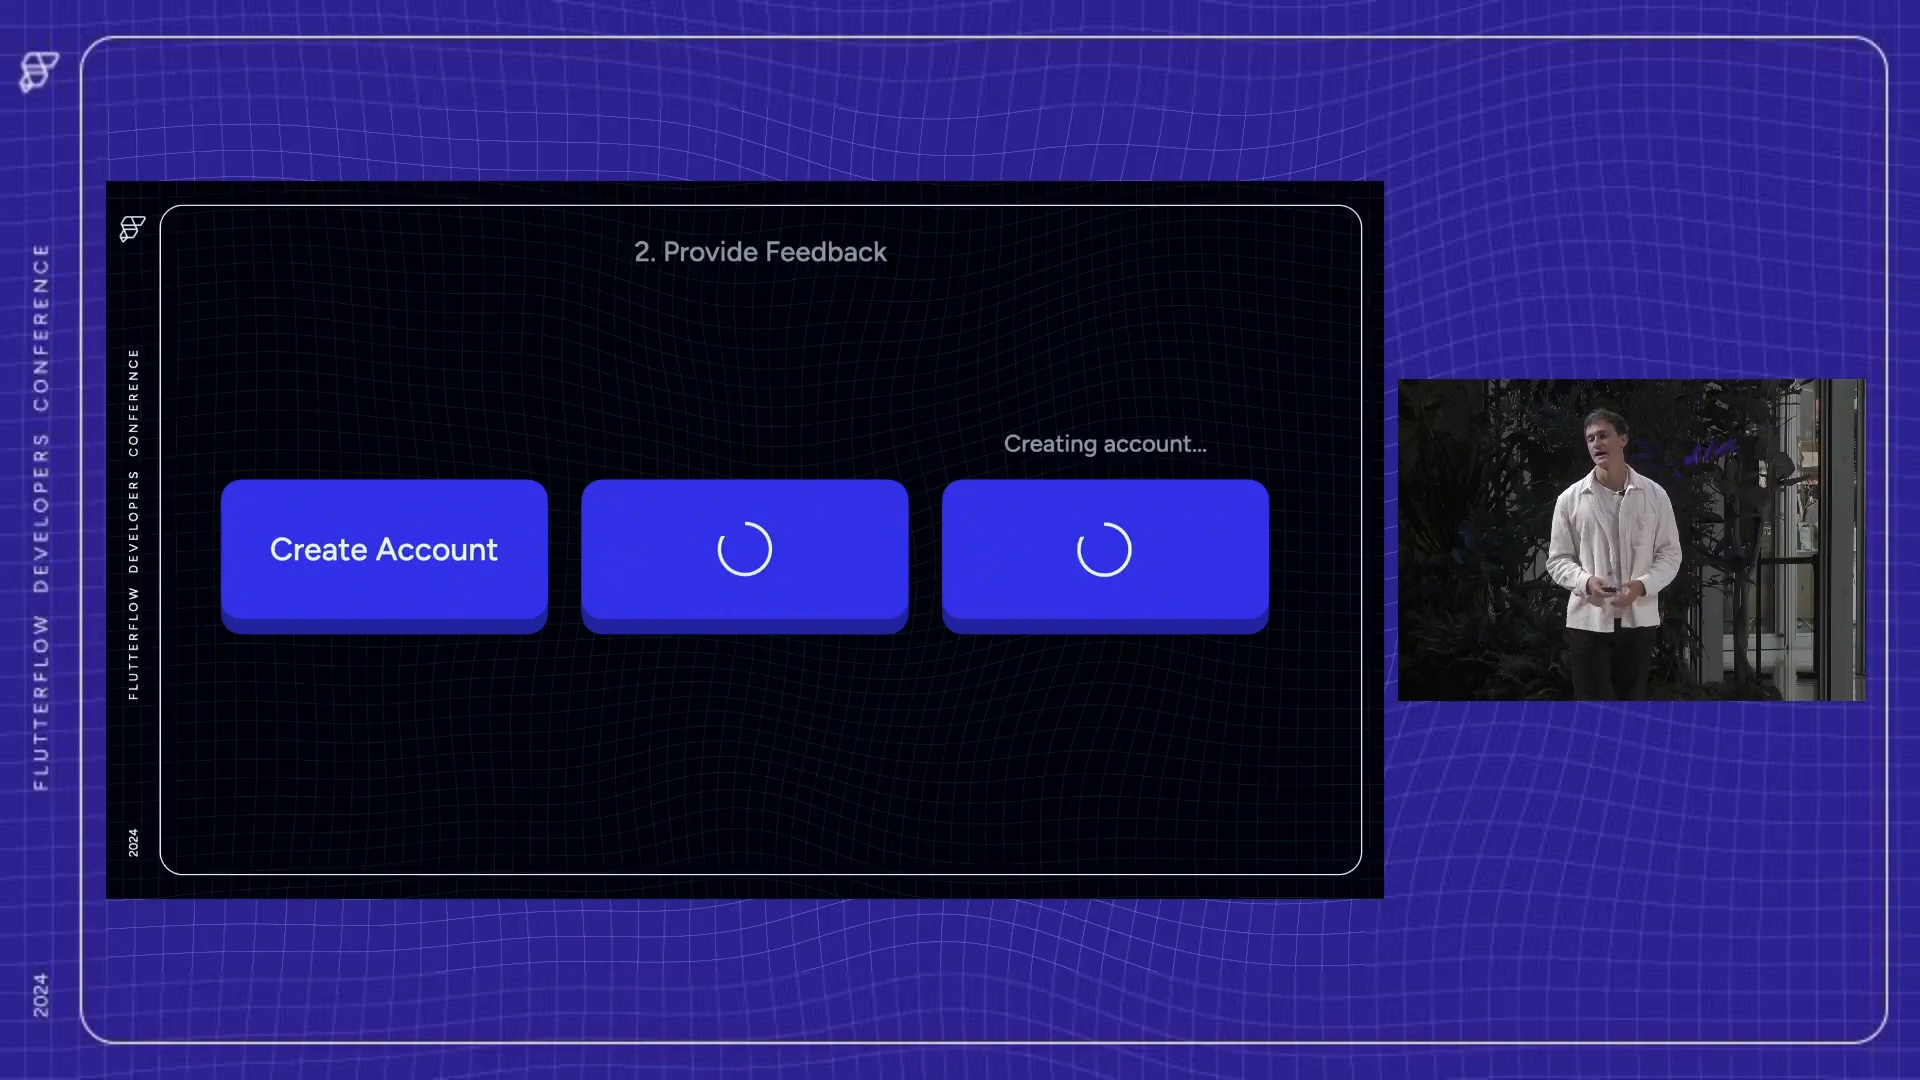 FLUTTERFLOW DEVELOPERS CONFERENCE
2024
FLUTTERFLOW DEVELOPERS CONFERENCE
2024
2. Provide Feedback
Creating account...
Create Account